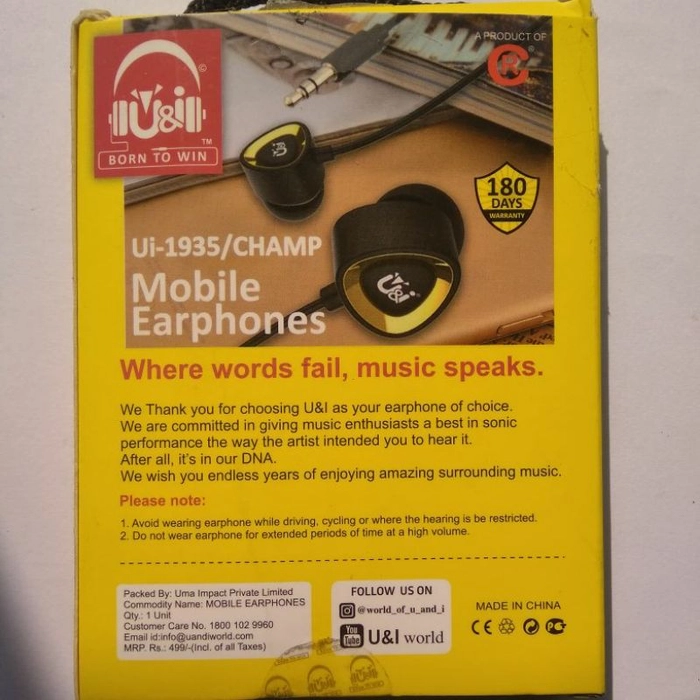 A PRODUCT OF
CR
U&i
BORN TO WIN
TM
180
DAYS
WARRANTY
Ui-1935/CHAMP
Mobile
Earphones
U&i
Where words fail, music speaks.
We Thank you for choosing U&I as your earphone of choice.
We are committed in giving music enthusiasts a best in sonic
performance the way the artist intended you to hear it.
After all, it's in our DNA.
We wish you endless years of enjoying amazing surrounding music.
Please note:
1. Avoid wearing earphone while driving, cycling or where the hearing is be restricted.
2. Do not wear earphone for extended periods of time at a high volume.
Packed By: Uma Impact Private Limited
Commodity Name: MOBILE EARPHONES
Qty.: 1 Unit
Customer Care No. 1800 102 9960
Email id:info@uandiworld.com
MRP. Rs.: 499/-(Incl. of all Taxes)
FOLLOW US ON
@world_of_u_and_i
You Tube U&I world
MADE IN CHINA
CE
U&i